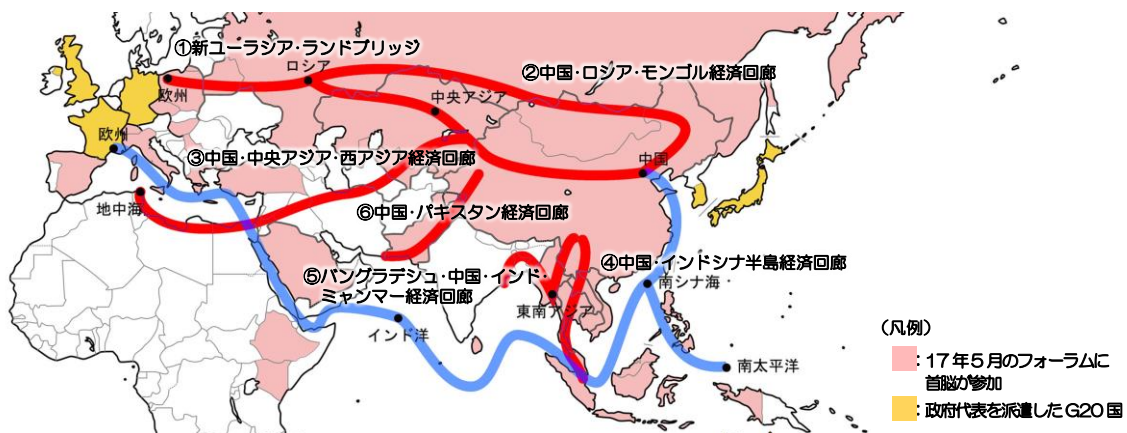 ①新ユーラシア・ランドブリッジ
ロシア
②中国・ロシア・モンゴル経済回廊
欧州
中央アジア
欧州
③中国・中央アジア・西アジア経済回廊
中国
地中海
⑥中国・パキスタン経済回廊
④中国・インドシナ半島経済回廊
⑤バングラデシュ・中国・インド・
ミャンマー経済回廊
南シナ海
東南アジア
インド洋
南太平洋
（凡例）
：17年5月のフォーラムに
首脳が参加
：政府代表を派遣したG20国